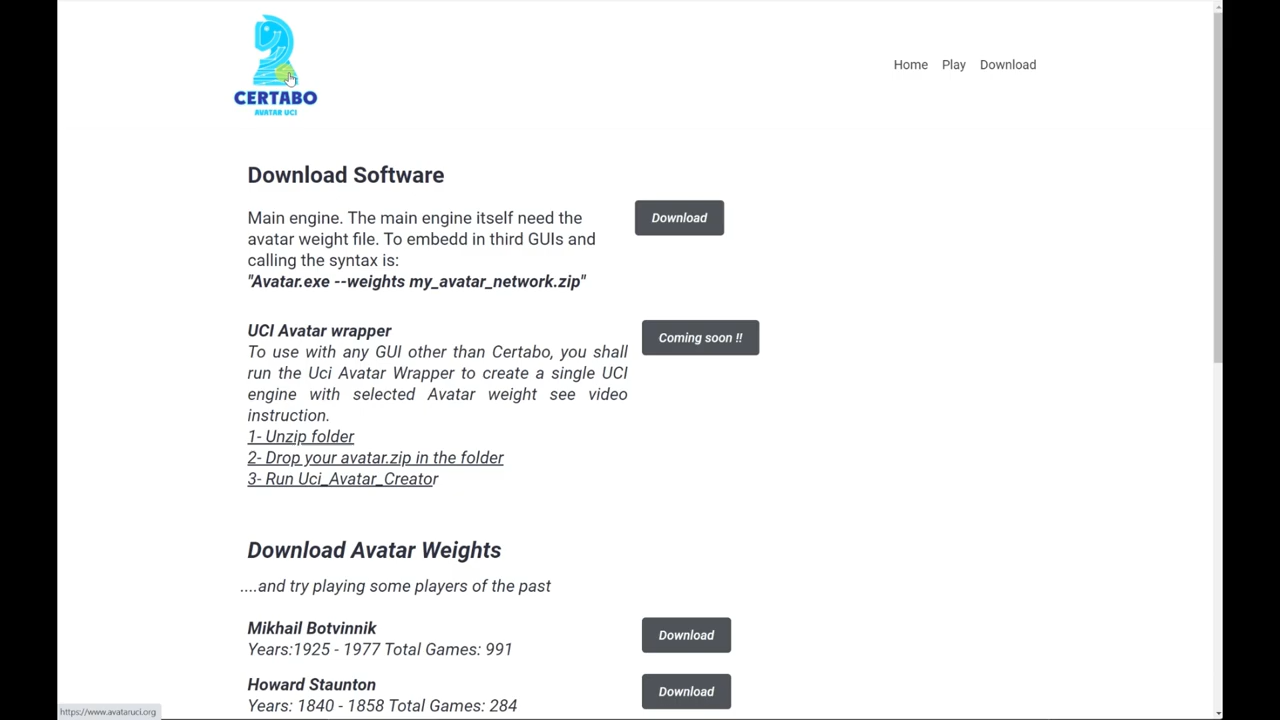 CERTABO
AVATAR UCI
Home Play Download
Download Software
Main engine. The main engine itself need the
avatar weight file. To embedd in third GUIs and
calling the syntax is:
"Avatar.exe --weights my_avatar_network.zip"
Download
UCI Avatar wrapper
To use with any GUI other than Certabo, you shall
run the Uci Avatar Wrapper to create a single UCI
engine with selected Avatar weight see video
instruction.
1- Unzip folder
2- Drop your avatar.zip in the folder
3- Run Uci_Avatar_Creator
Coming soon !!
Download Avatar Weights
....and try playing some players of the past
Mikhail Botvinnik
Years:1925 - 1977 Total Games: 991
Download
Howard Staunton
Years: 1840 - 1858 Total Games: 284
Download
https://www.avataruci.org